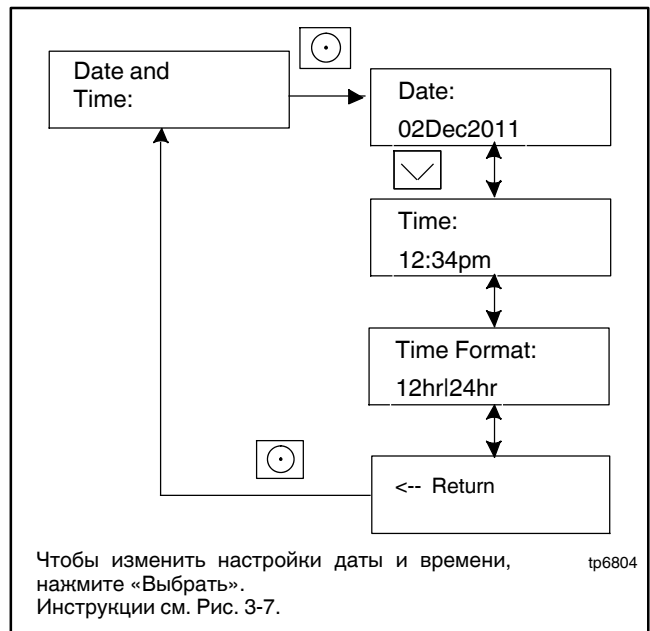 Date and
Time:
Date:
02Dec2011
Time:
12:34pm
Time Format:
12hr|24hr
<-- Return
Чтобы изменить настройки даты и времени,
нажмите «Выбрать».
Инструкции см. Рис. 3-7.
tp6804